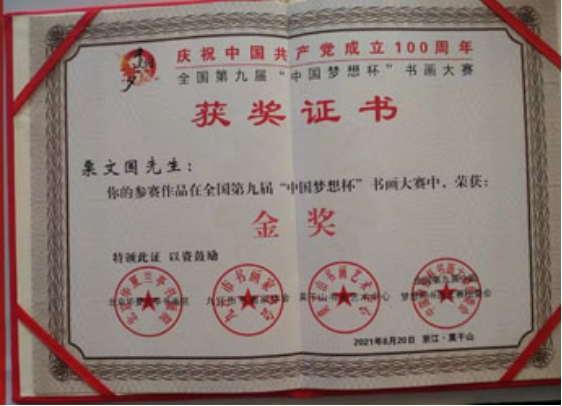 庆祝中国共产党成立100周年
全国第九届“中国梦想杯”书画大赛
获奖证书
栗文国先生：
你的参赛作品在全国第九届“中国梦想杯”书画大赛中，荣获：
金奖
特颁此证 以资鼓励
2021年6月20日 浙江·莫干山